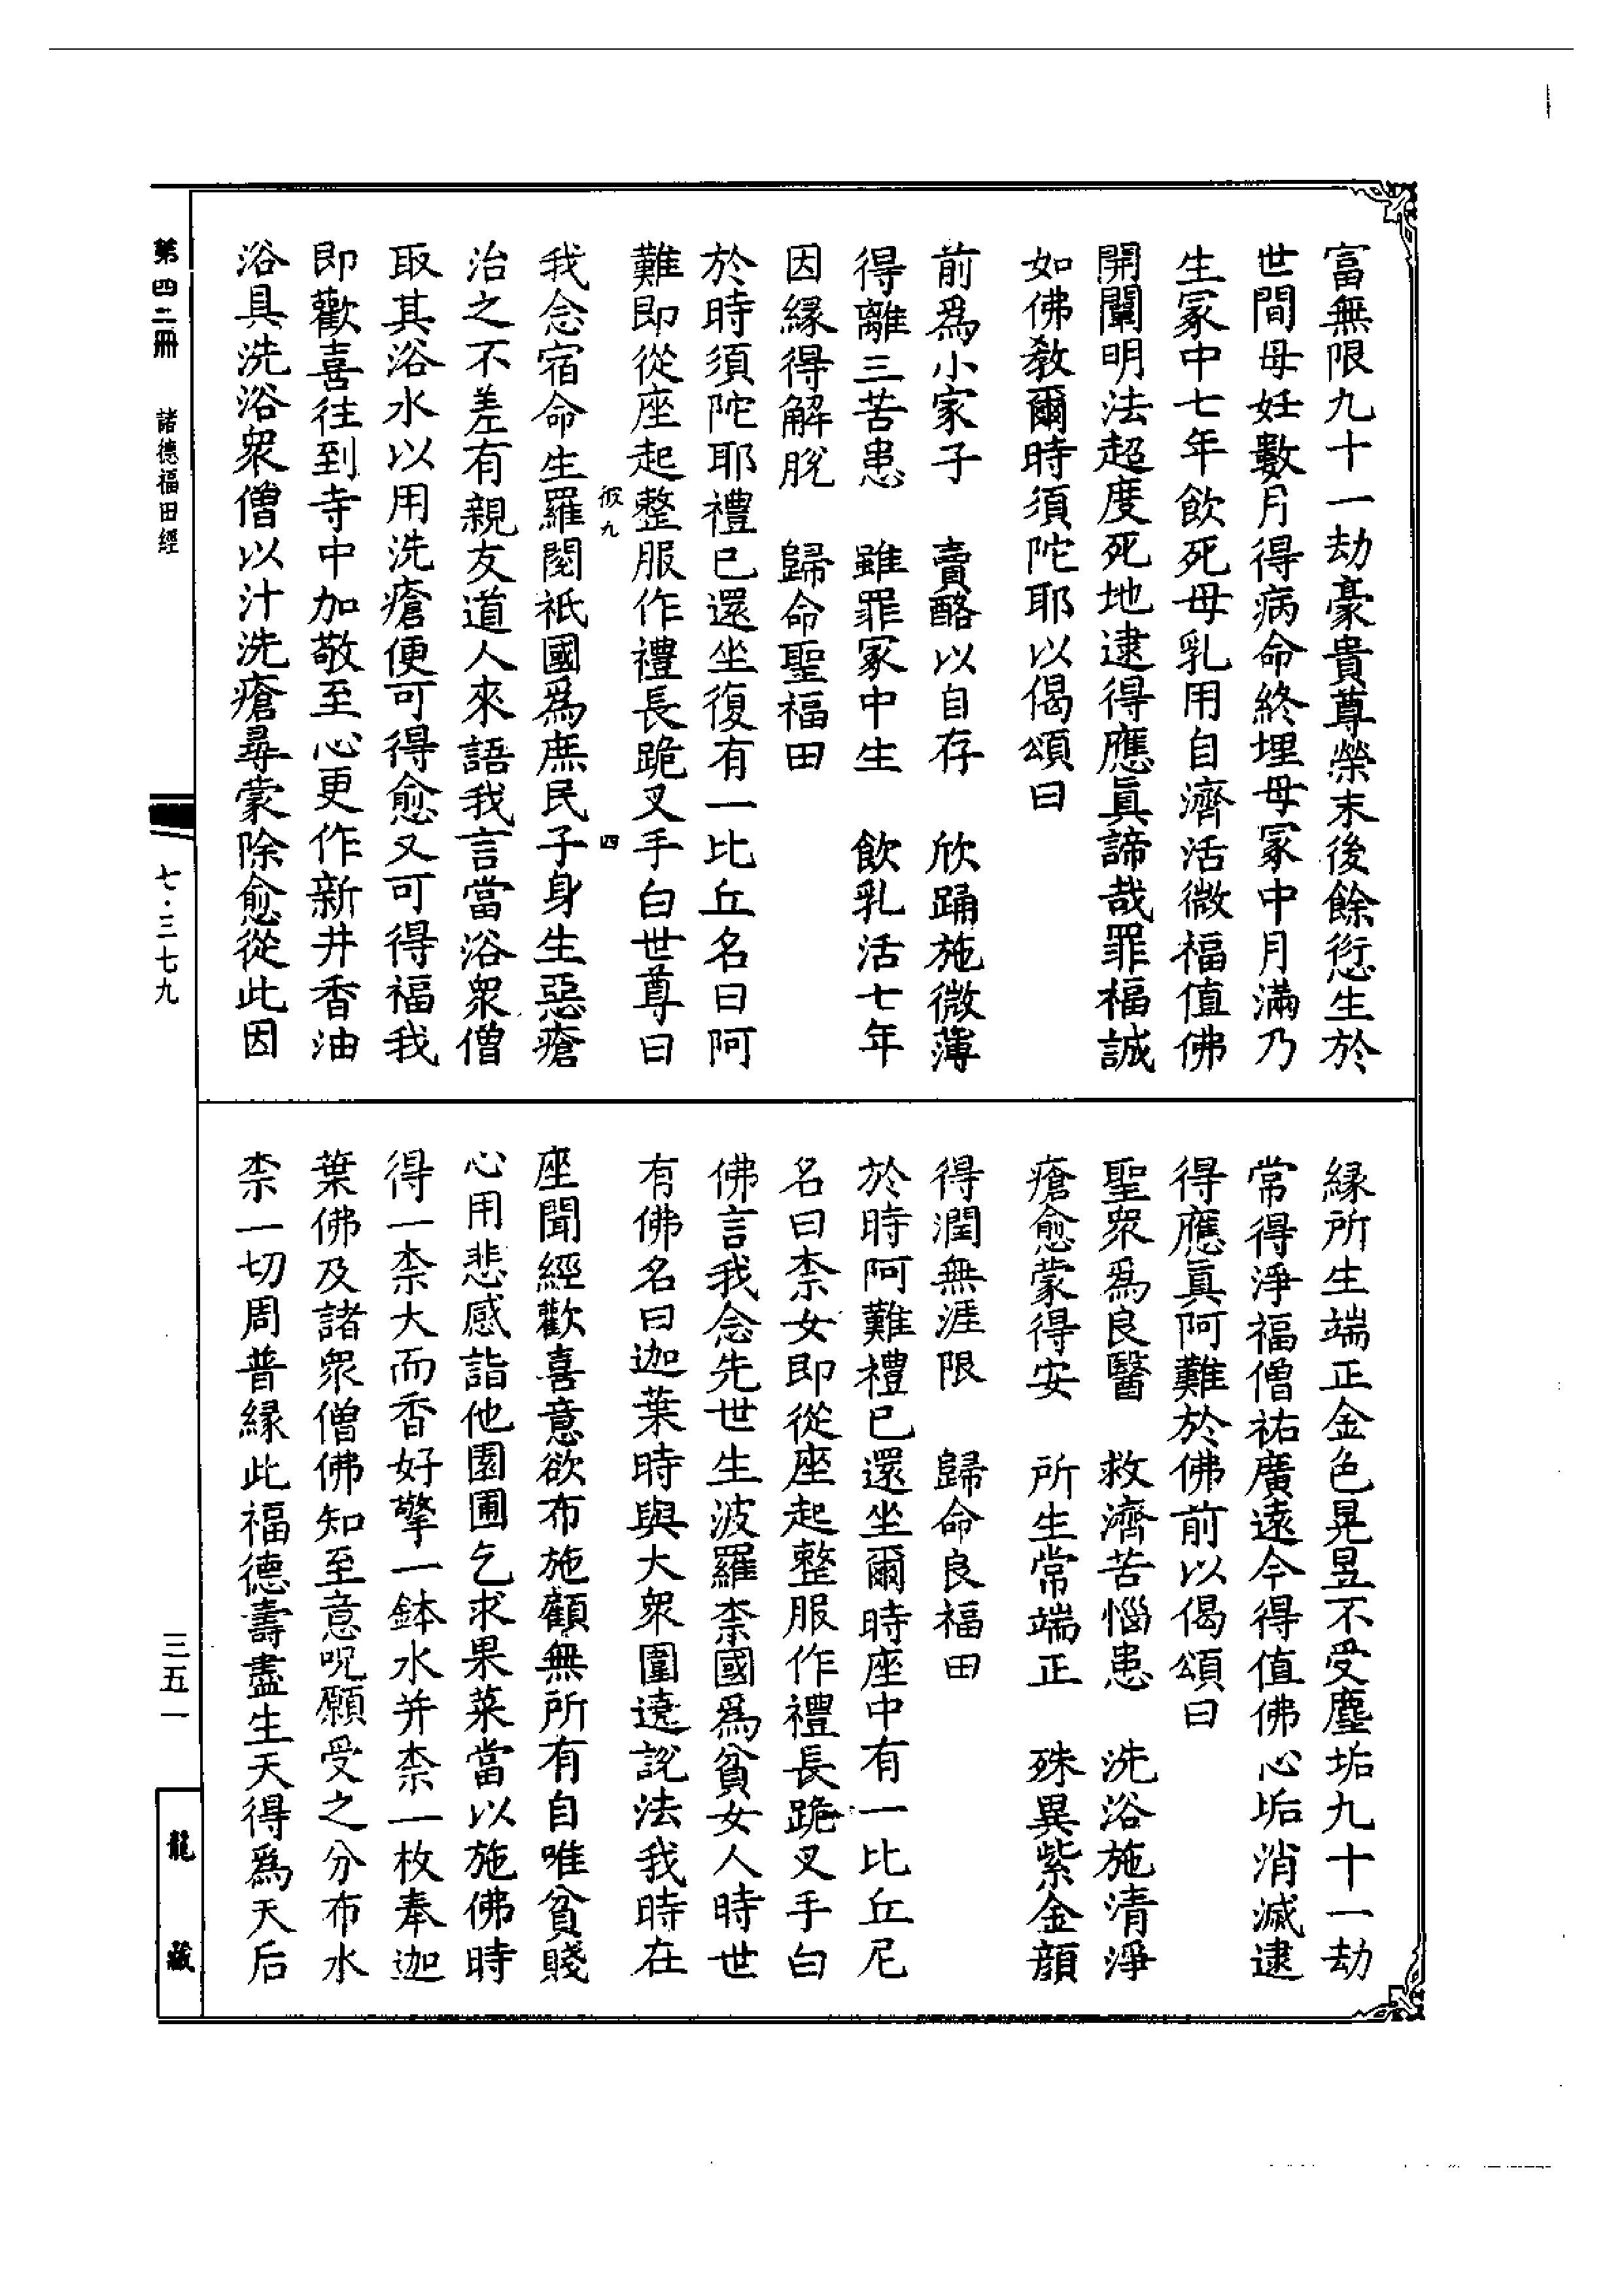 富無限九十一劫豪貴尊榮末後餘愆生於
世間母妊數月得病命終埋母冢中月滿乃
生冢中七年飲死母乳用自濟活微福值佛
開闡明法超度死地逮得應眞諦哉罪福誠
如佛敎爾時須陀耶以偈頌曰
前爲小家子　賣酪以自存　欣踊施微薄
得離三苦患　雖罪冢中生　飲乳活七年
因緣得解脫　歸命聖福田
於時須陀耶禮已還坐復有一比丘名曰阿
難即從座起整服作禮長跪叉手白世尊曰
彼九　四
我念宿命生羅閱祇國爲庶民子身生惡瘡
治之不差有親友道人來語我言當浴衆僧
取其浴水以用洗瘡便可得愈又可得福我
即歡喜往到寺中加敬至心更作新井香油
浴具洗浴衆僧以汁洗瘡尋蒙除愈從此因
緣所生端正金色晃昱不受塵垢九十一劫
常得淨福僧祐廣遠今得值佛心垢消滅逮
得應眞阿難於佛前以偈頌曰
聖衆爲良醫　救濟苦惱患　洗浴施清淨
瘡愈蒙得安　所生常端正　殊異紫金顏
得潤無涯限　歸命良福田
於時阿難禮已還坐爾時座中有一比丘尼
名曰柰女即從座起整服作禮長跪叉手白
佛言我念先世生波羅柰國爲貧女人時世
有佛名曰迦葉時與大衆圍遶說法我時在
座聞經歡喜意欲布施顧無所有自唯貧賤
心用悲感詣他園圃乞求果菜當以施佛時
得一柰大而香好擎一鉢水并柰一枚奉迦
葉佛及諸衆僧佛知至意呪願受之分布水
柰一切周普緣此福德壽盡生天得爲天后
第四二冊　諸德福田經
七·三七九
三五一
龍藏